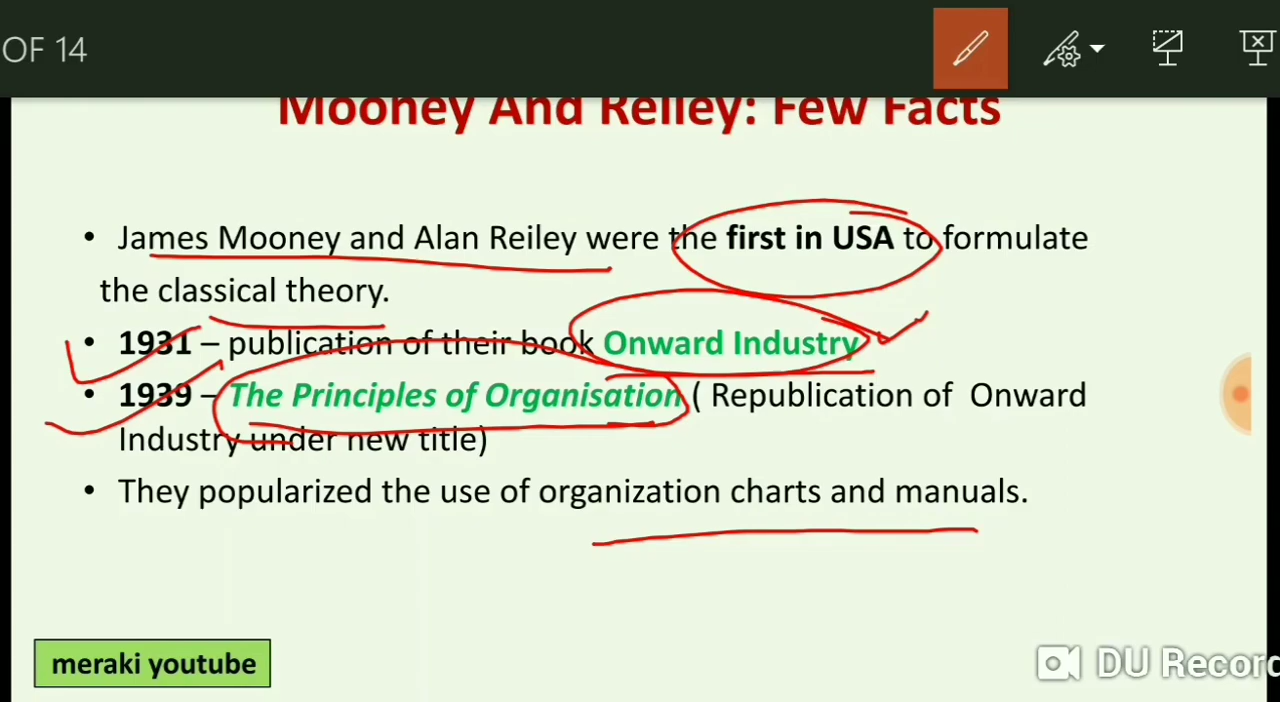 OF 14
Mooney And Reiley: Few Facts
• James Mooney and Alan Reiley were the first in USA to formulate
the classical theory.
• 1931 – publication of their book Onward Industry.
• 1939 – The Principles of Organisation ( Republication of Onward
Industry under new title)
• They popularized the use of organization charts and manuals.
meraki youtube
DU Record